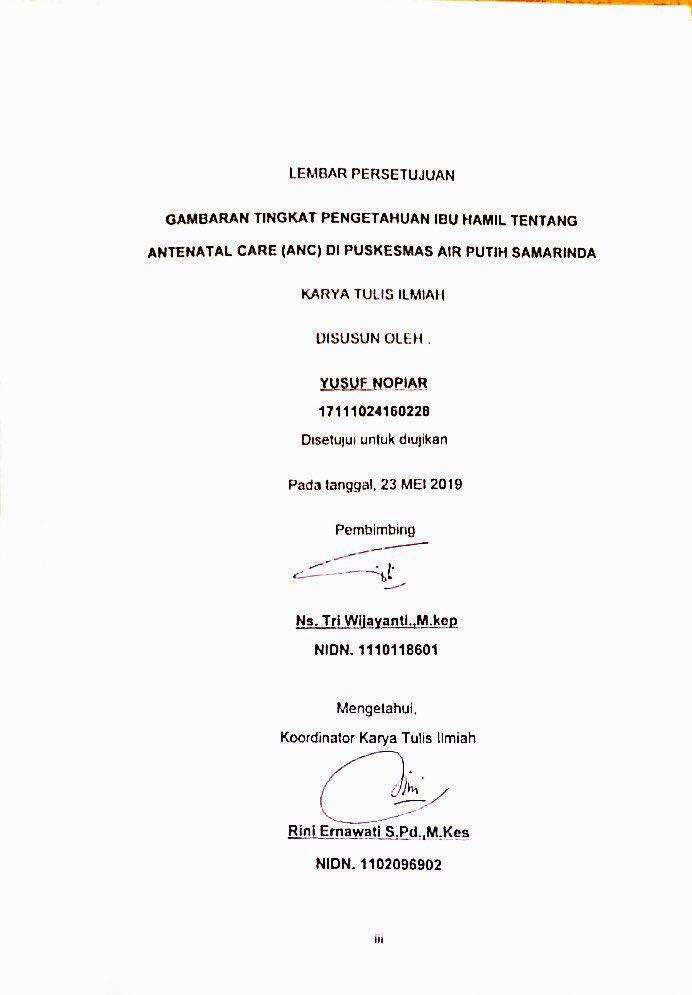 LEMBAR PERSETUJUAN
GAMBARAN TINGKAT PENGETAHUAN IBU HAMIL TENTANG
ANTENATAL CARE (ANC) DI PUSKESMAS AIR PUTIH SAMARINDA
KARYA TULIS ILMIAH
DISUSUN OLEH :
YUSUF NOPIAR
17111024160228
Disetujui untuk diujikan
Pada tanggal, 23 MEI 2019
Pembimbing
Ns. Tri Wijayanti.,M.kep
NIDN. 1110118601
Mengetahui,
Koordinator Karya Tulis Ilmiah
Rini Ernawati S.Pd.,M.Kes
NIDN. 1102096902
iii